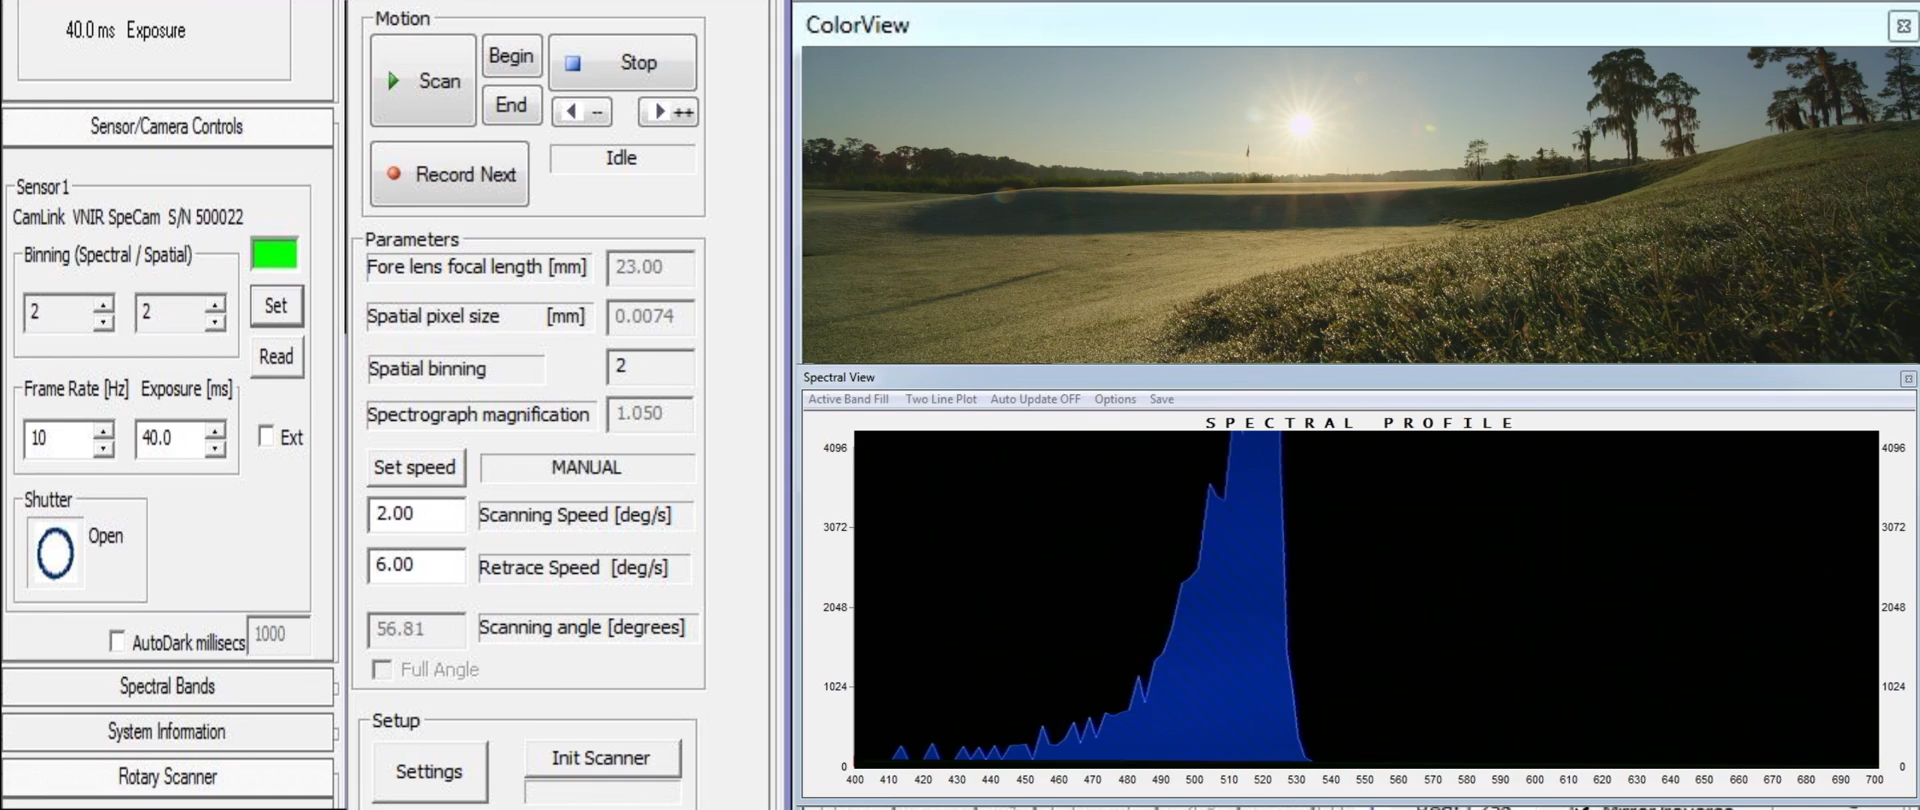 40.0 ms Exposure
Sensor/Camera Controls
Sensor1
CamLink VNIR SpeCam S/N 500022
Binning (Spectral / Spatial)
2 2
Set
Read
Frame Rate [Hz] Exposure [ms]
10 40.0
Ext
Shutter
Open
AutoDark millisecs 1000
Spectral Bands
System Information
Rotary Scanner
Motion
Scan
Begin
End
Stop
--
++
Record Next
Idle
Parameters
Fore lens focal length [mm] 23.00
Spatial pixel size [mm] 0.0074
Spatial binning 2
Spectrograph magnification 1.050
Set speed MANUAL
2.00 Scanning Speed [deg/s]
6.00 Retrace Speed [deg/s]
56.81 Scanning angle [degrees]
Full Angle
Setup
Settings
Init Scanner
ColorView
Spectral View
Active Band Fill Two Line Plot Auto Update OFF Options Save
SPECTRAL PROFILE
4096 4096
3072 3072
2048 2048
1024 1024
0 0
400 410 420 430 440 450 460 470 480 490 500 510 520 530 540 550 560 570 580 590 600 610 620 630 640 650 660 670 680 690 700